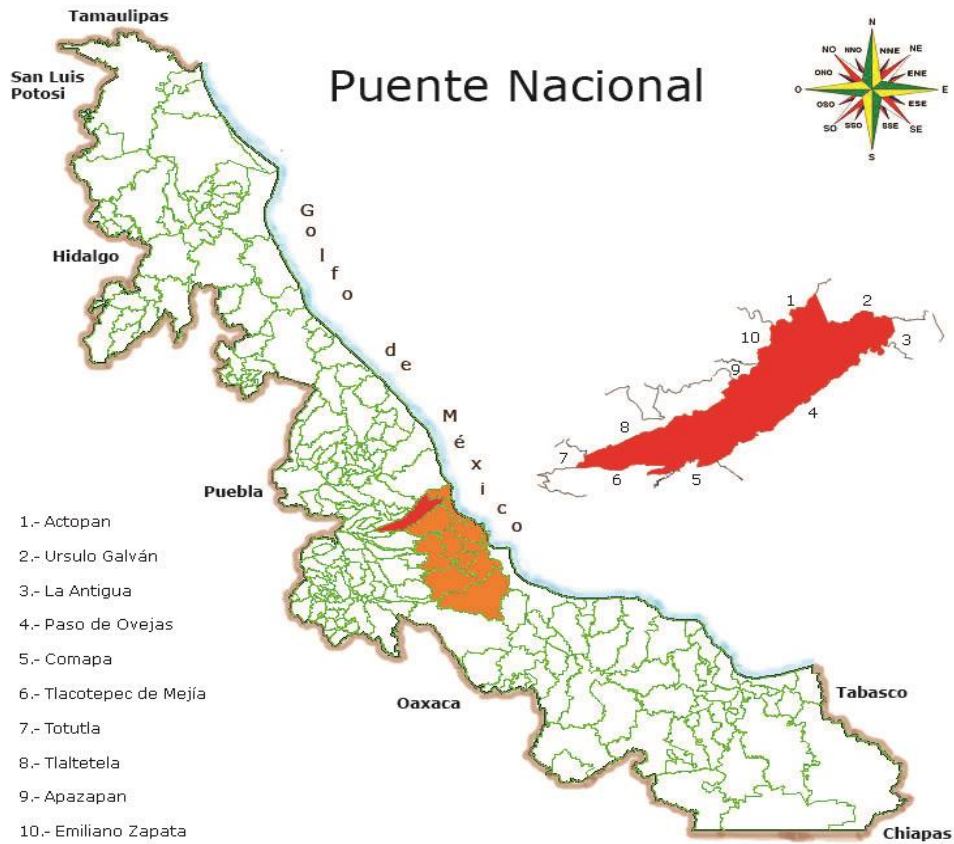 Tamaulipas
San Luis
Potosi
Puente Nacional
N
NO
NNO
NNE
NE
ONO
ENE
O
E
OSO
ESE
SO
SSO
SSE
SE
S
Golfo de México
Hidalgo
1
2
10
3
9
4
8
7
6
5
Puebla
1.- Actopan
2.- Ursulo Galván
3.- La Antigua
4.- Paso de Ovejas
5.- Comapa
6.- Tlacotepec de Mejía
7.- Totutla
8.- Tlaltetela
9.- Apazapan
10.- Emiliano Zapata
Oaxaca
Tabasco
Chiapas